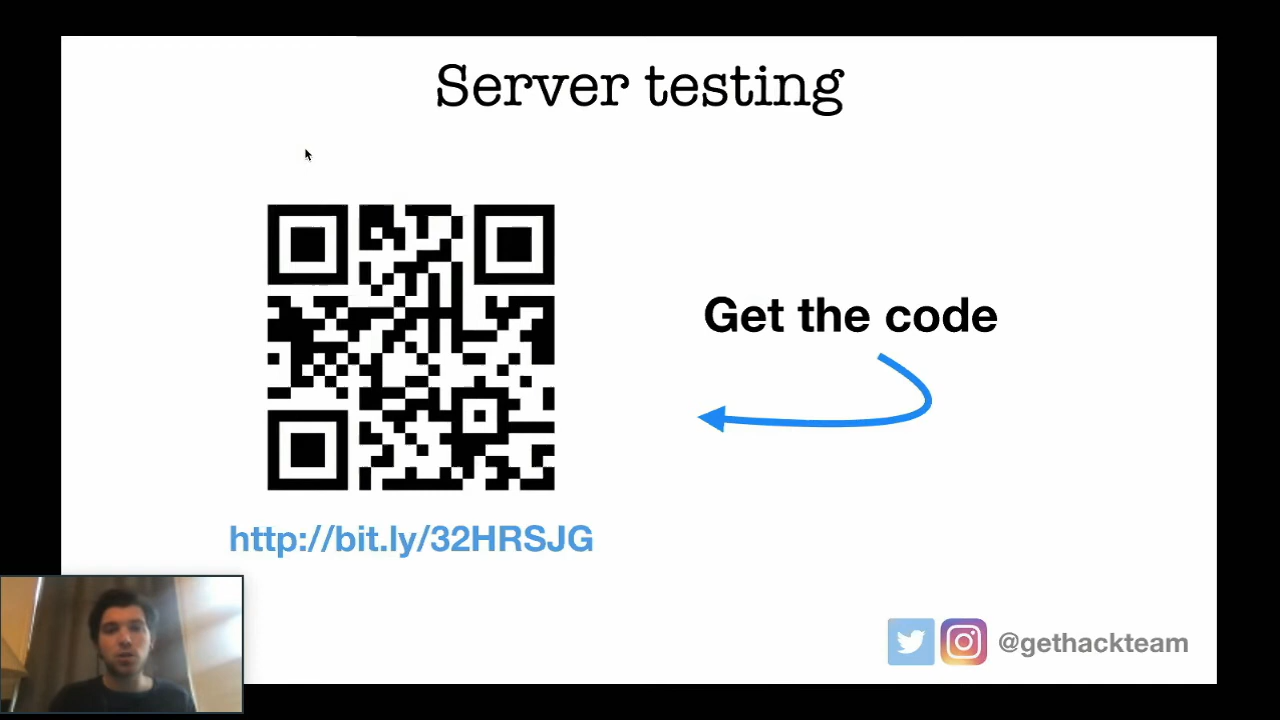 Server testing
Get the code
http://bit.ly/32HRSJG
@gethackteam